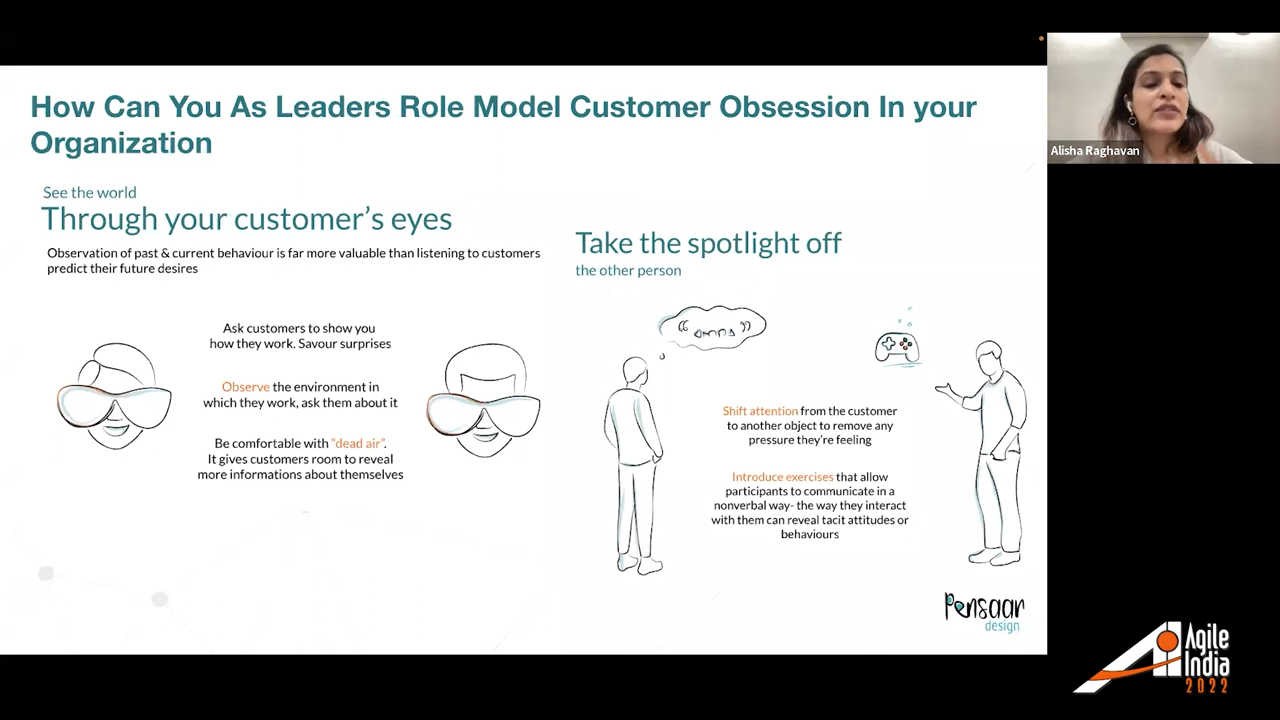 How Can You As Leaders Role Model Customer Obsession In your
Organization
See the world
Through your customer's eyes
Observation of past & current behaviour is far more valuable than listening to customers
predict their future desires
Ask customers to show you
how they work. Savour surprises
Observe the environment in
which they work, ask them about it
Be comfortable with "dead air".
It gives customers room to reveal
more informations about themselves
Take the spotlight off
the other person
Shift attention from the customer
to another object to remove any
pressure they're feeling
Introduce exercises that allow
participants to communicate in a
nonverbal way- the way they interact
with them can reveal tacit attitudes or
behaviours
Pensaar
design
Alisha Raghavan
Agile
India
2022